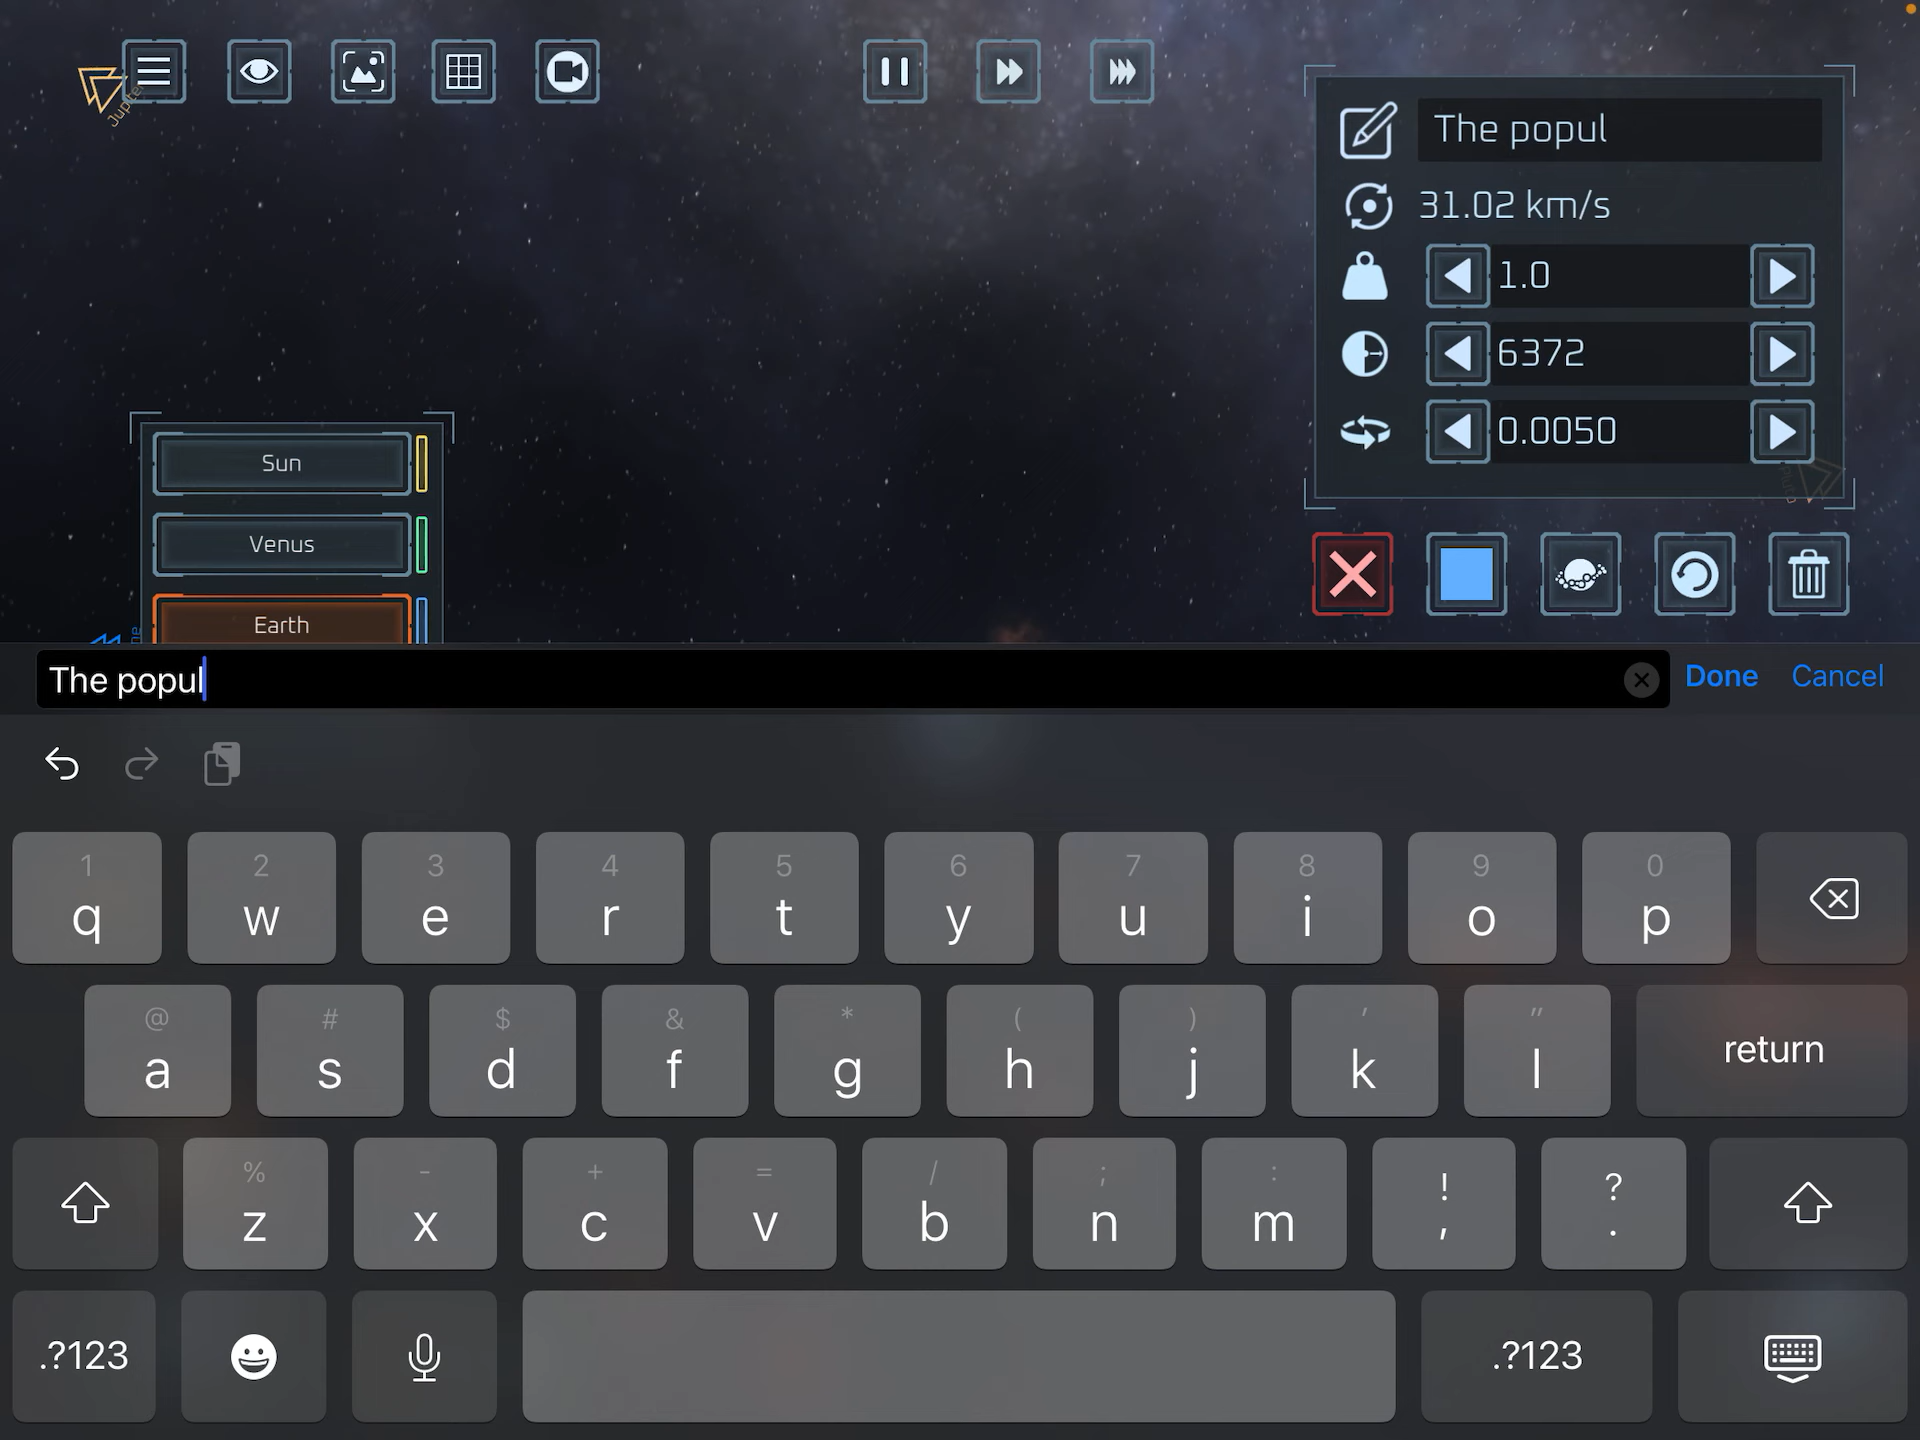 Jupiter
The popul
31.02 km/s
1.0
6372
0.0050
Sun
Venus
Earth
The popul
Done
Cancel
1 2 3 4 5 6 7 8 9 0
q w e r t y u i o p
@ # $ & * ( ) ' "
a s d f g h j k l return
% - + = / ; : ! ?
z x c v b n m , .
.?123 .?123